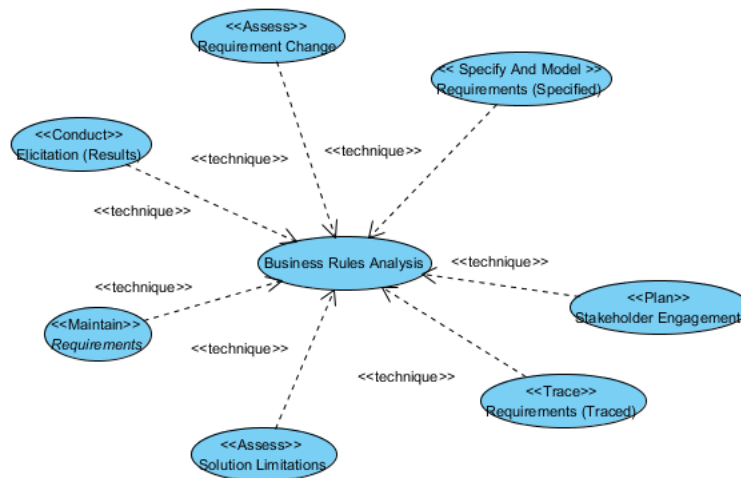 <<Assess>>
Requirement Change
<< Specify And Model >>
Requirements (Specified)
<<Conduct>>
Elicitation (Results)
<<technique>>
<<technique>>
<<technique>>
Business Rules Analysis
<<technique>>
<<technique>>
<<Plan>>
Stakeholder Engagement
<<Maintain>>
Requirements
<<technique>>
<<technique>>
<<Trace>>
Requirements (Traced)
<<Assess>>
Solution Limitations